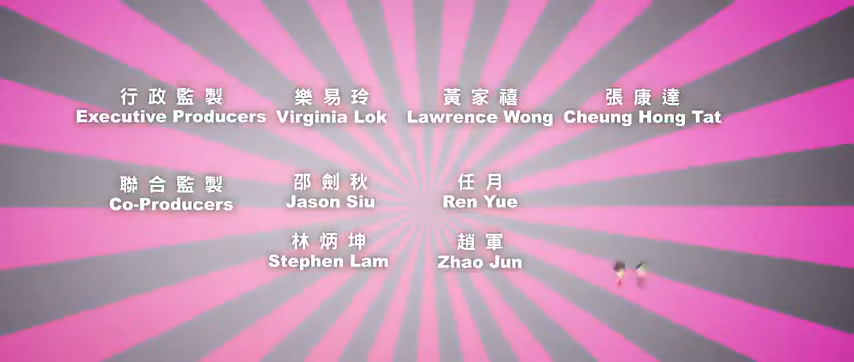 行政監製 樂易玲 黃家禧 張康達
Executive Producers Virginia Lok Lawrence Wong Cheung Hong Tat
聯合監製 邵劍秋 任月
Co-Producers Jason Siu Ren Yue
林炳坤 趙軍
Stephen Lam Zhao Jun